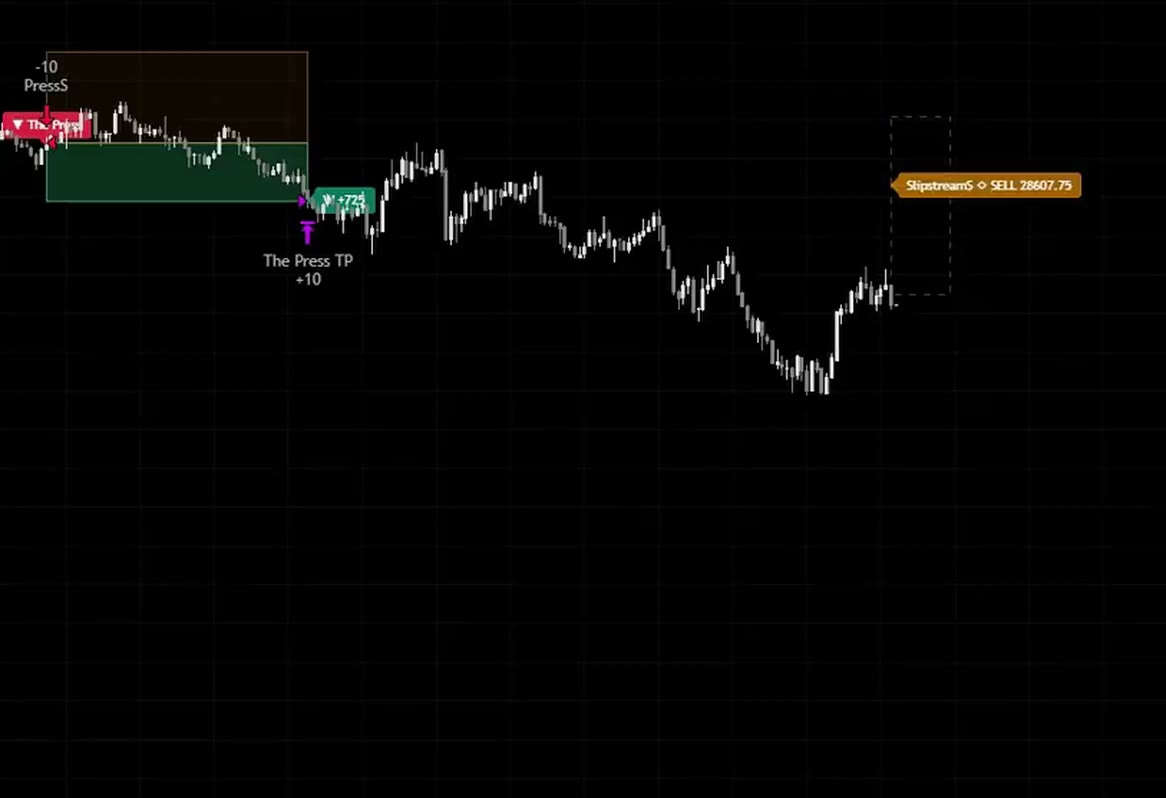 -10
PressS
▼ The Press
+725
The Press TP
+10
SlipstreamS ◇ SELL 28607.75